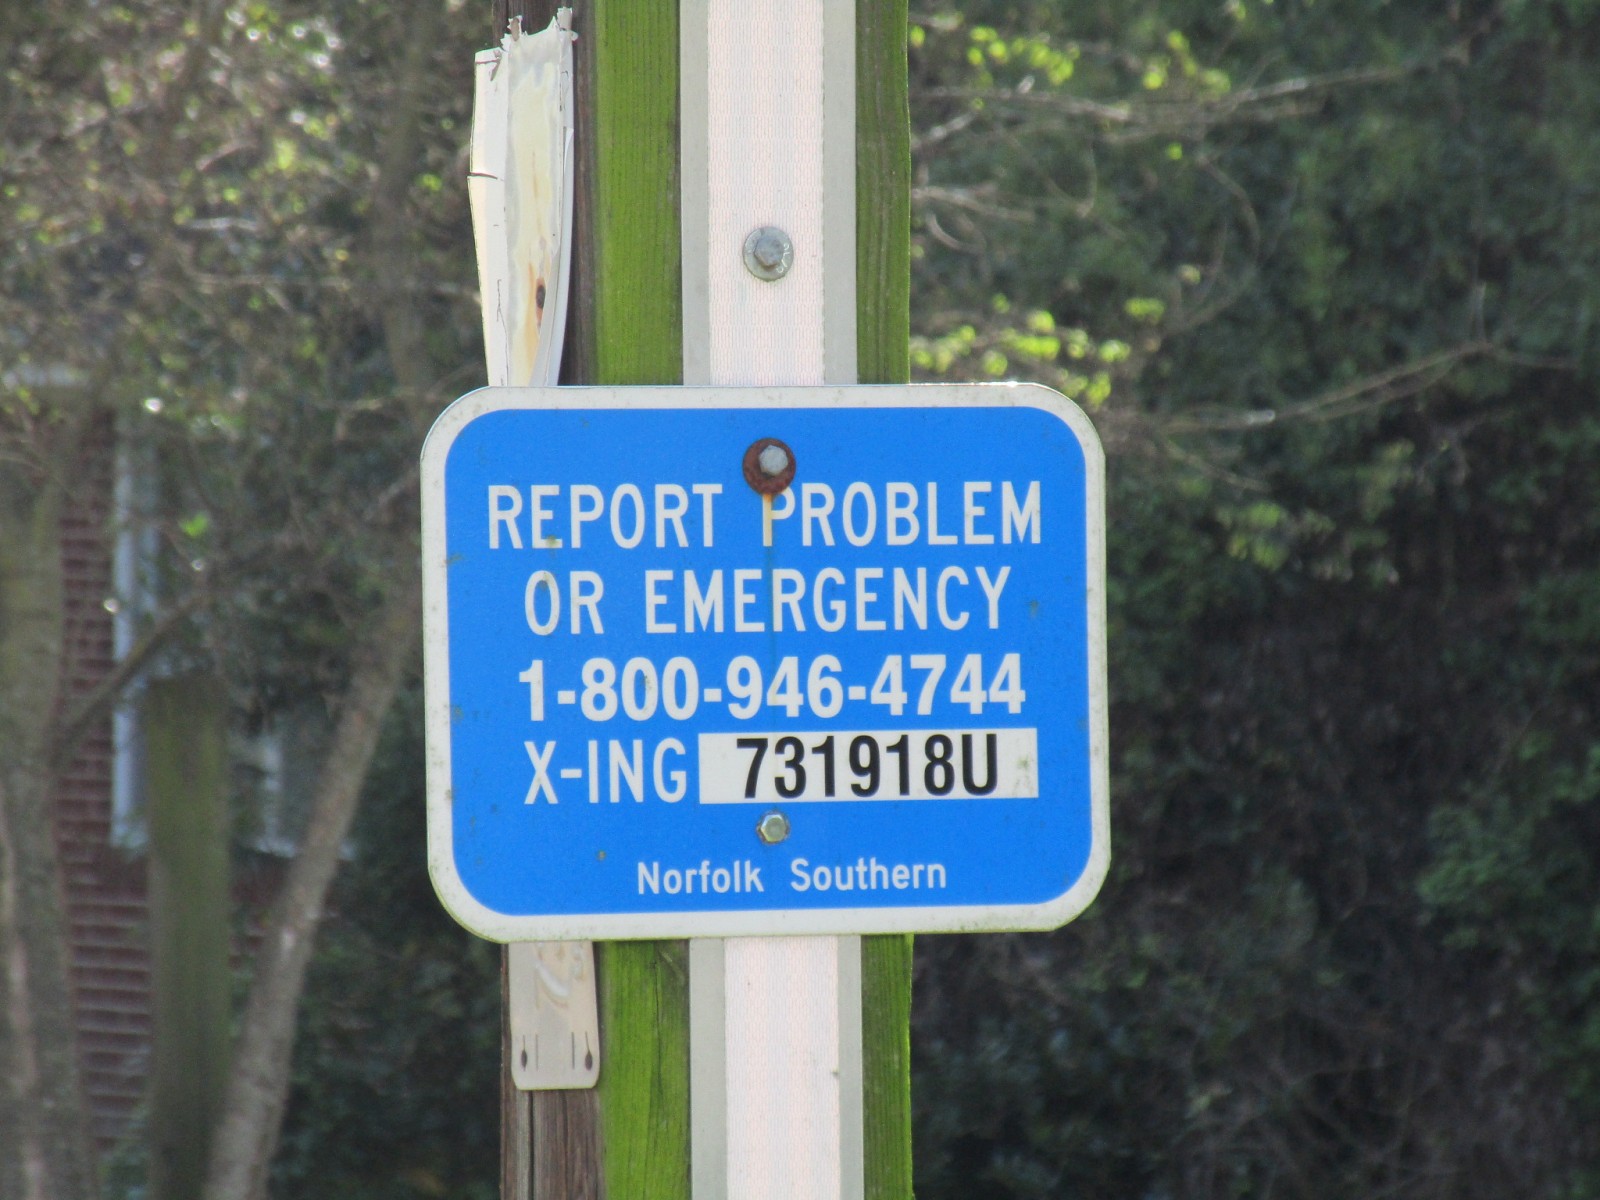 REPORT PROBLEM
OR EMERGENCY
1-800-946-4744
X-ING 731918U
Norfolk Southern